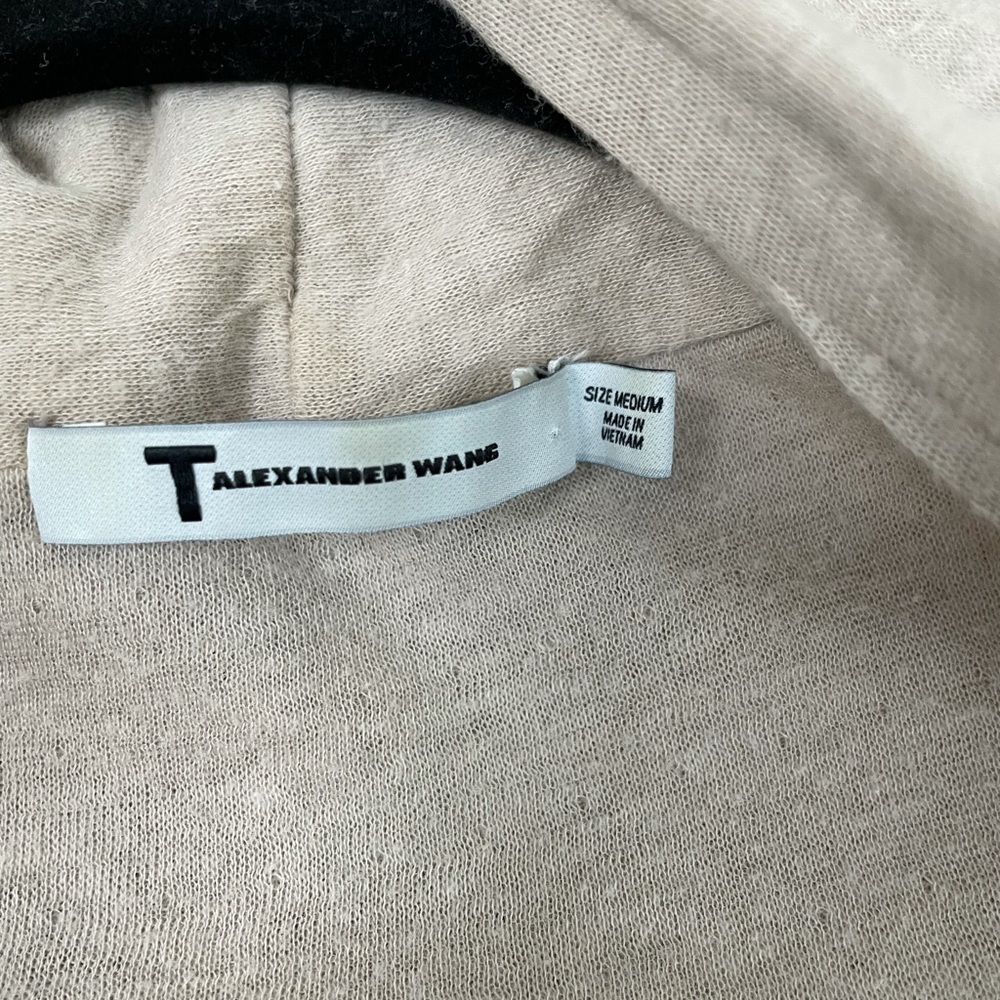 T ALEXANDER WANG
SIZE MEDIUM
MADE IN
VIETNAM